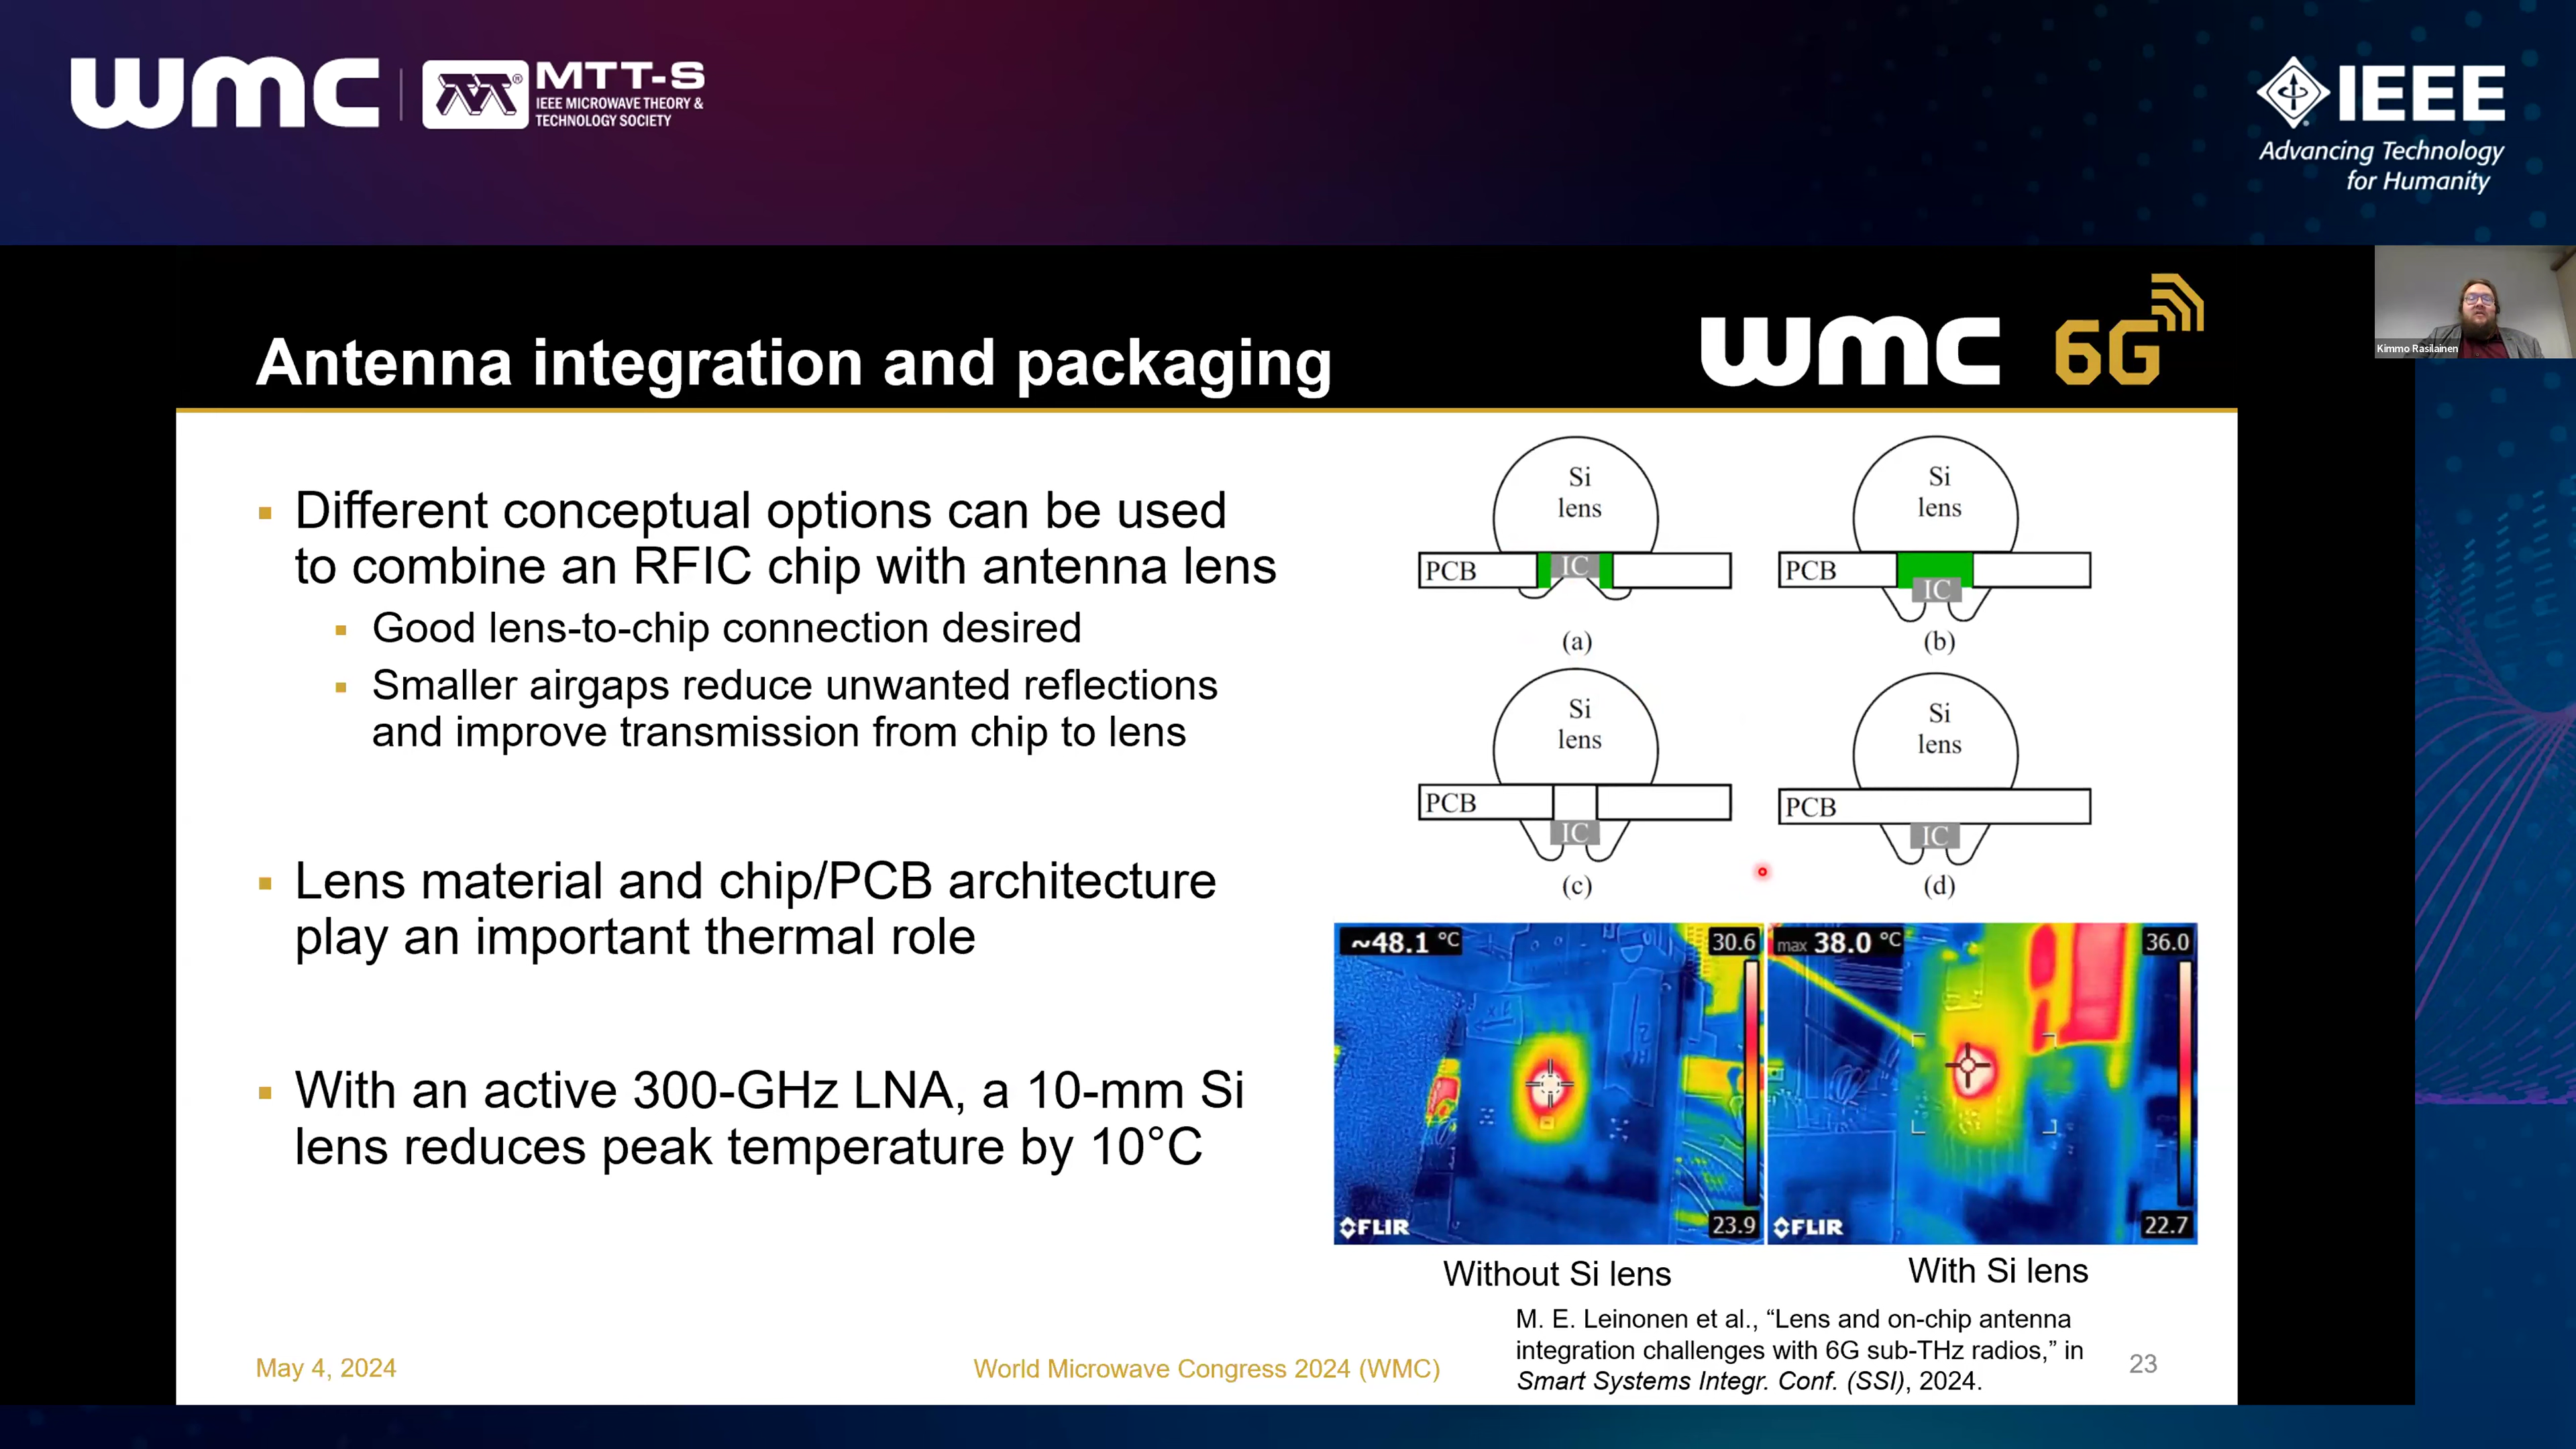 wmc
MTT-S
IEEE MICROWAVE THEORY &
TECHNOLOGY SOCIETY
IEEE
Advancing Technology
for Humanity
Kimmo Rasilainen
Antenna integration and packaging
wmc 6G
▪ Different conceptual options can be used
to combine an RFIC chip with antenna lens
▪ Good lens-to-chip connection desired
▪ Smaller airgaps reduce unwanted reflections
and improve transmission from chip to lens
▪ Lens material and chip/PCB architecture
play an important thermal role
▪ With an active 300-GHz LNA, a 10-mm Si
lens reduces peak temperature by 10°C
Si
lens
PCB
IC
(a)
Si
lens
PCB
IC
(b)
Si
lens
PCB
IC
(c)
Si
lens
PCB
IC
(d)
~48.1 °C
30.6
FLIR
23.9
max 38.0 °C
36.0
FLIR
22.7
Without Si lens
With Si lens
M. E. Leinonen et al., “Lens and on-chip antenna
integration challenges with 6G sub-THz radios,” in
Smart Systems Integr. Conf. (SSI), 2024.
May 4, 2024
World Microwave Congress 2024 (WMC)
23